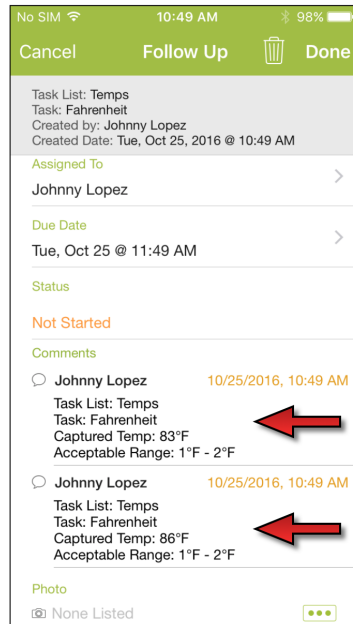 No SIM 10:49 AM 98%
Cancel Follow Up Done
Task List: Temps
Task: Fahrenheit
Created by: Johnny Lopez
Created Date: Tue, Oct 25, 2016 @ 10:49 AM
Assigned To
Johnny Lopez
Due Date
Tue, Oct 25 @ 11:49 AM
Status
Not Started
Comments
Johnny Lopez 10/25/2016, 10:49 AM
Task List: Temps
Task: Fahrenheit
Captured Temp: 83°F
Acceptable Range: 1°F - 2°F
Johnny Lopez 10/25/2016, 10:49 AM
Task List: Temps
Task: Fahrenheit
Captured Temp: 86°F
Acceptable Range: 1°F - 2°F
Photo
None Listed